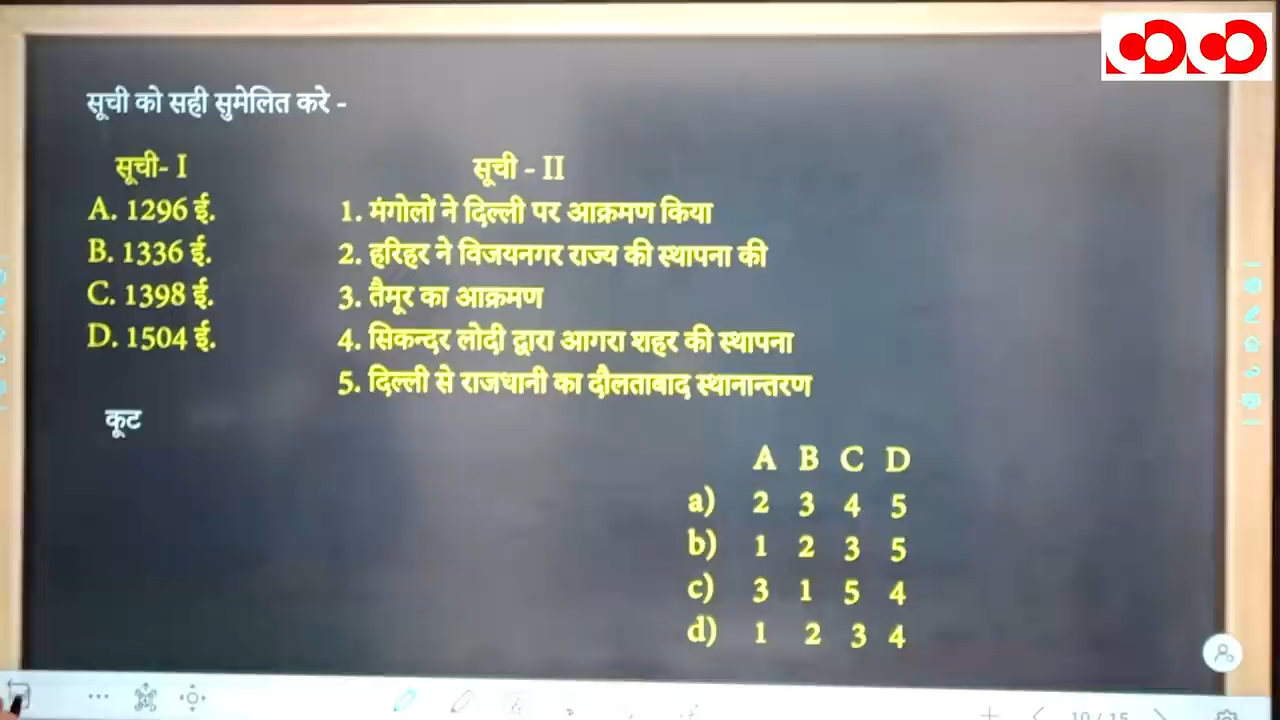 सूची को सही सुमेलित करे -
सूची- I सूची - II
A. 1296 ई. 1. मंगोलों ने दिल्ली पर आक्रमण किया
B. 1336 ई. 2. हरिहर ने विजयनगर राज्य की स्थापना की
C. 1398 ई. 3. तैमूर का आक्रमण
D. 1504 ई. 4. सिकन्दर लोदी द्वारा आगरा शहर की स्थापना
5. दिल्ली से राजधानी का दौलताबाद स्थानान्तरण
कूट
A B C D
a) 2 3 4 5
b) 1 2 3 5
c) 3 1 5 4
d) 1 2 3 4
10 / 15